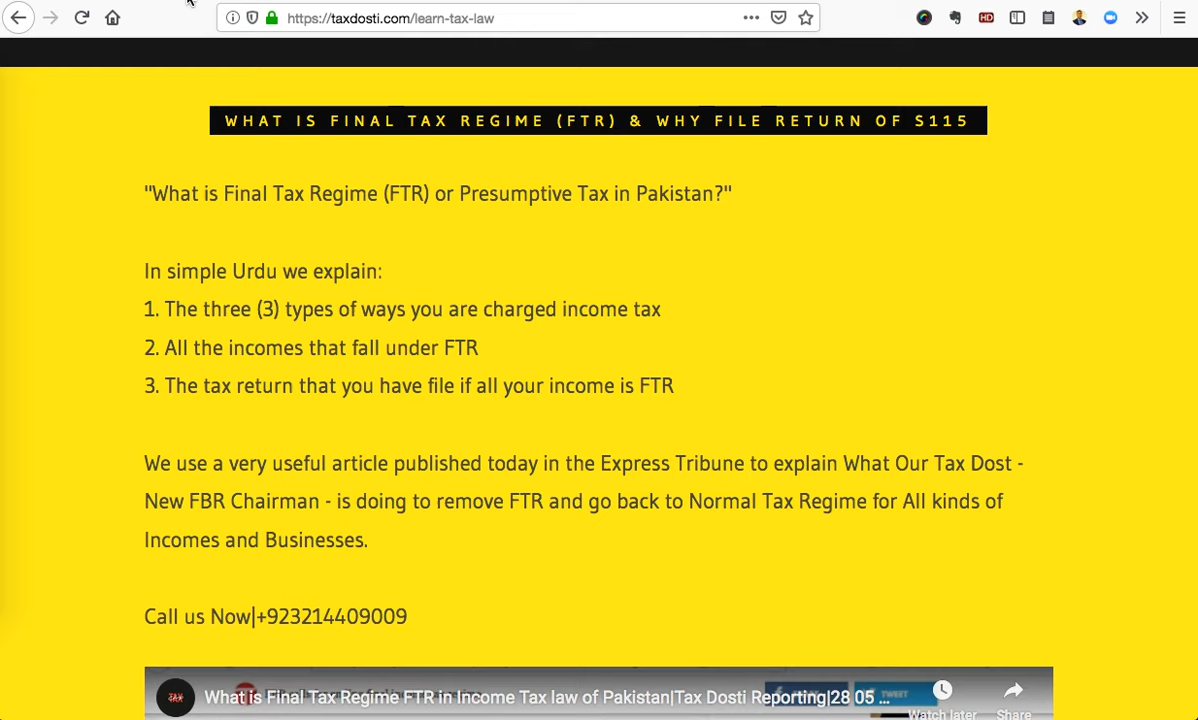 https://taxdosti.com/learn-tax-law
HD
WHAT IS FINAL TAX REGIME (FTR) & WHY FILE RETURN OF S115
"What is Final Tax Regime (FTR) or Presumptive Tax in Pakistan?"
In simple Urdu we explain:
1. The three (3) types of ways you are charged income tax
2. All the incomes that fall under FTR
3. The tax return that you have file if all your income is FTR
We use a very useful article published today in the Express Tribune to explain What Our Tax Dost -
New FBR Chairman - is doing to remove FTR and go back to Normal Tax Regime for All kinds of
Incomes and Businesses.
Call us Now|+923214409009
TAX
What is Final Tax Regime FTR in Income Tax law of Pakistan|Tax Dosti Reporting|28 05 ...
TWEET
Watch later
Share